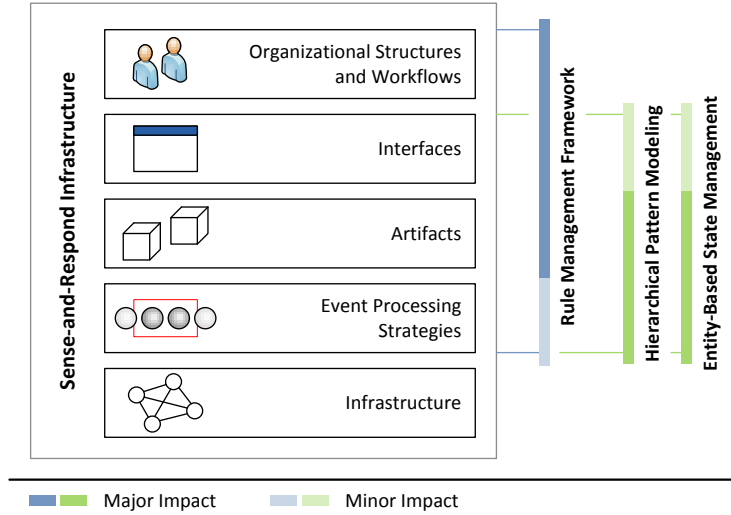 Sense-and-Respond Infrastructure
Organizational Structures
and Workflows
Interfaces
Artifacts
Event Processing
Strategies
Infrastructure
Rule Management Framework
Hierarchical Pattern Modeling
Entity-Based State Management
Major Impact
Minor Impact